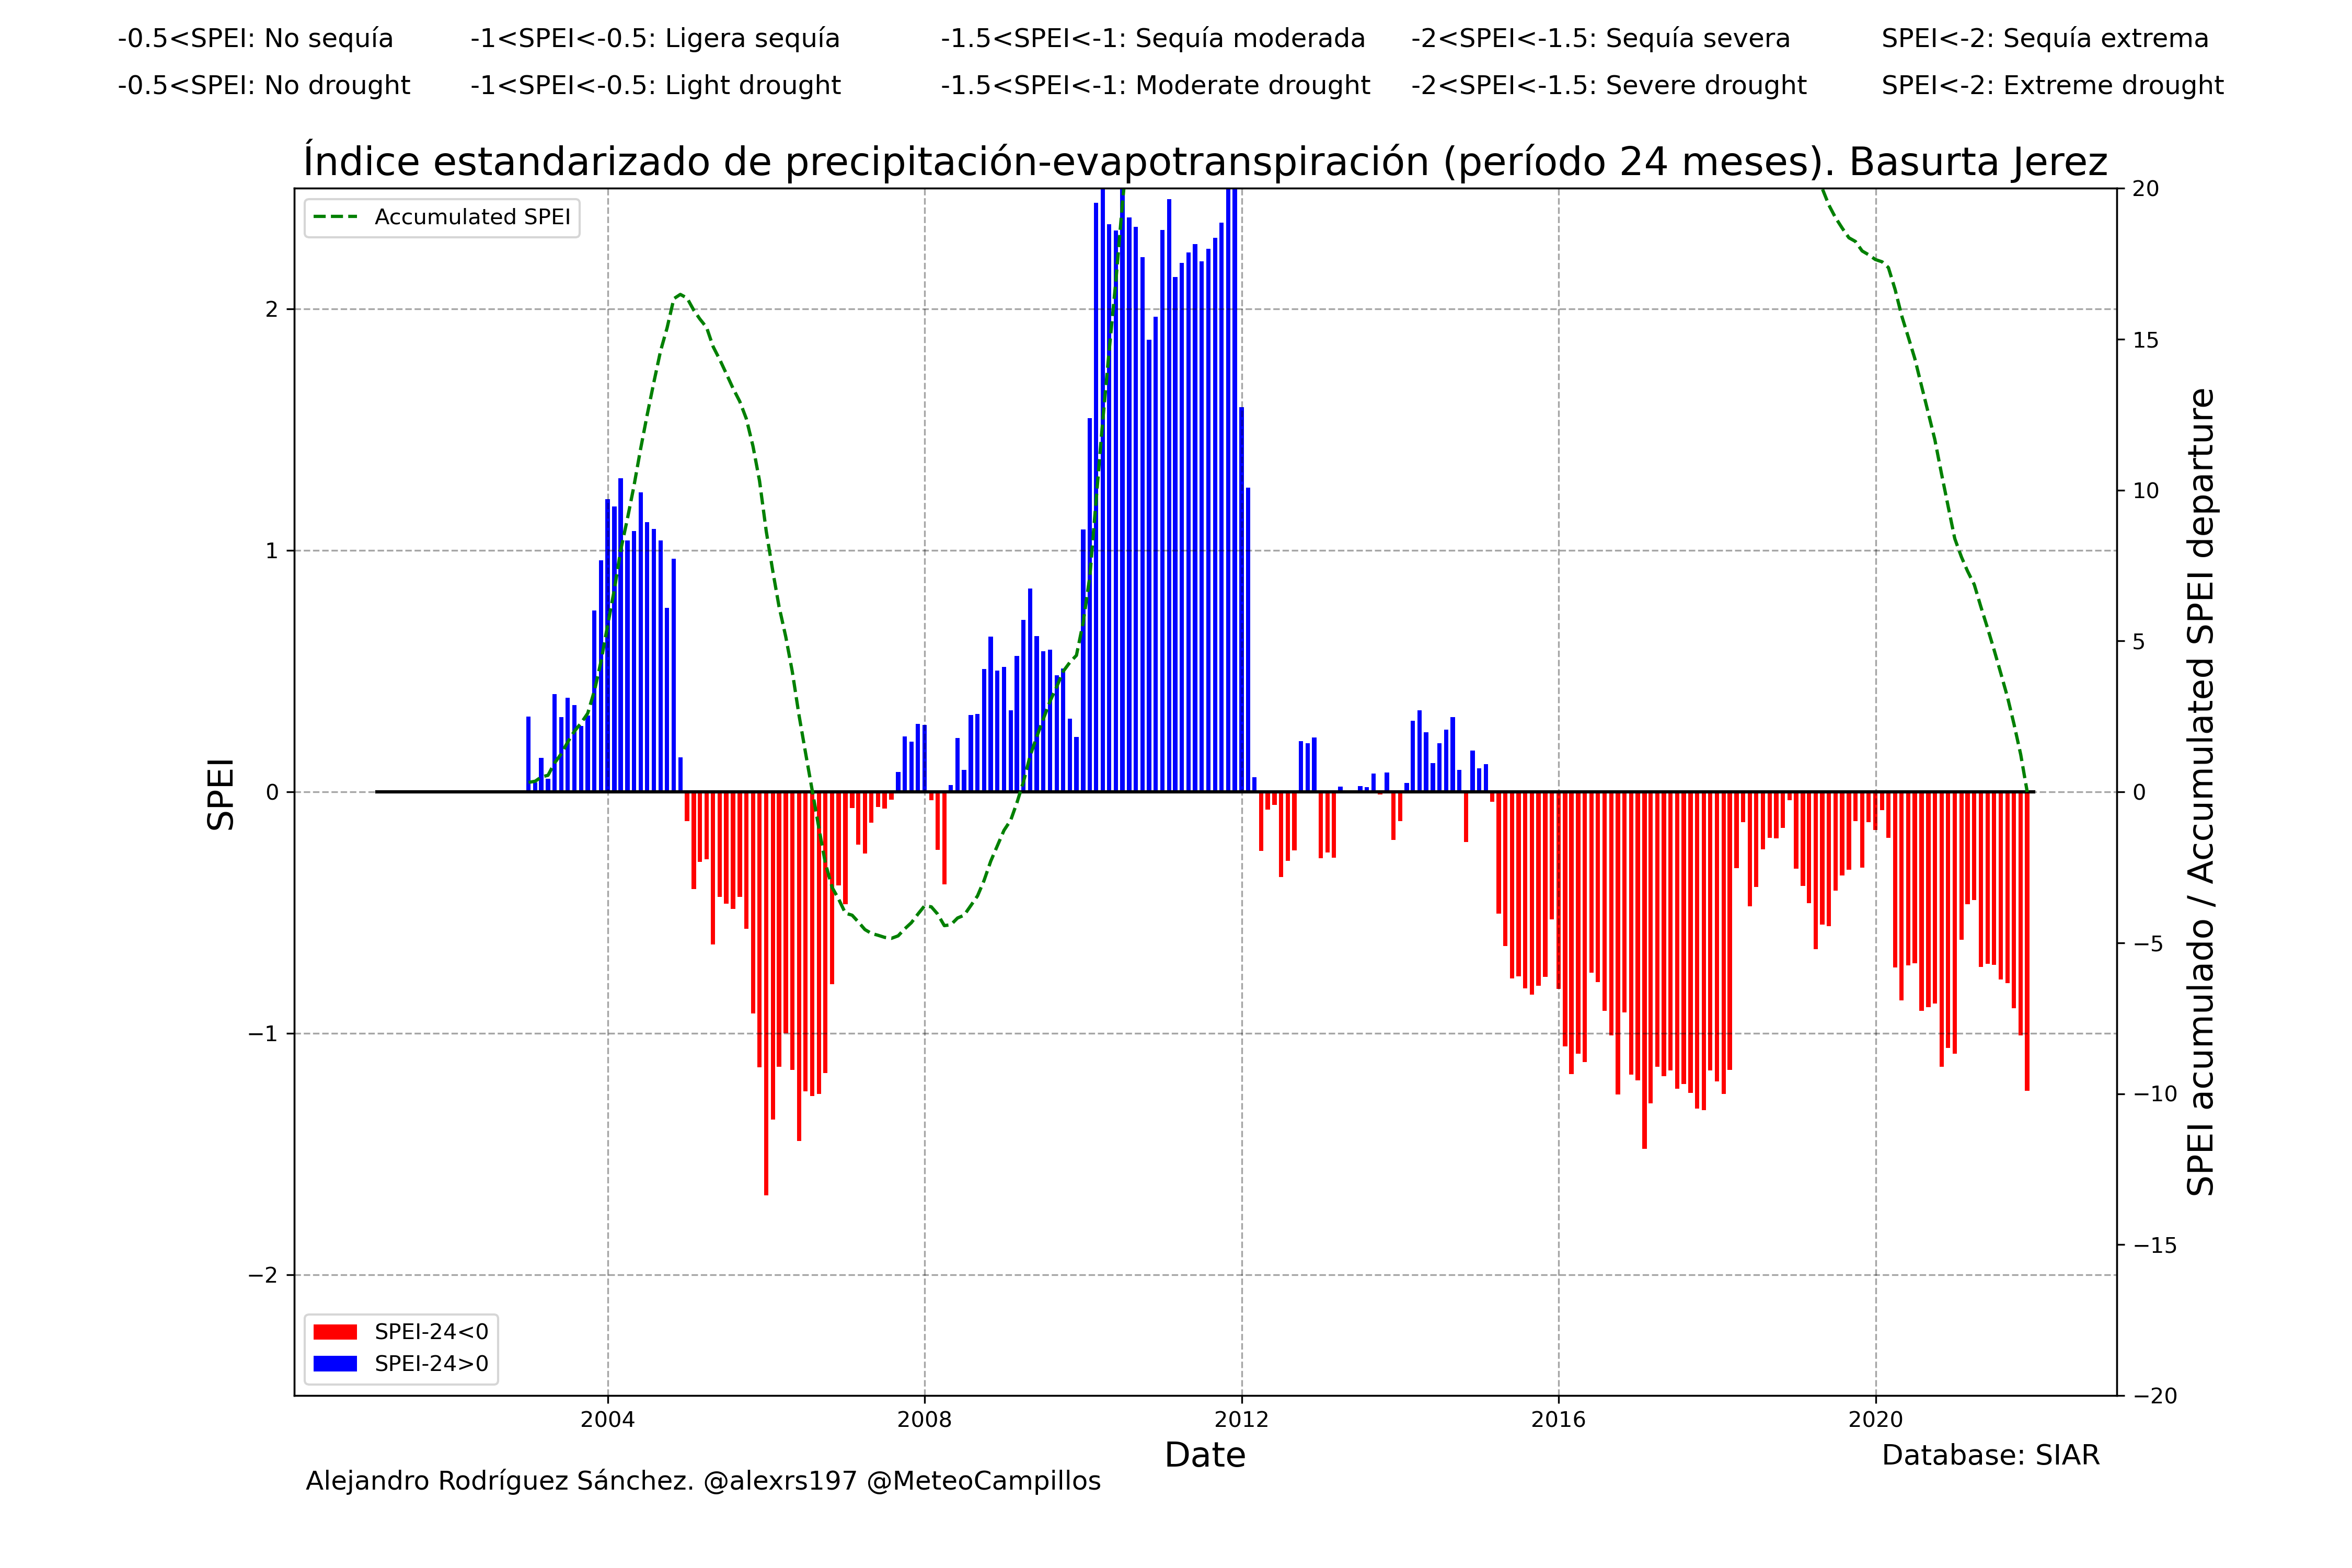 -0.5<SPEI: No sequía
-1<SPEI<-0.5: Ligera sequía
-1.5<SPEI<-1: Sequía moderada
-2<SPEI<-1.5: Sequía severa
SPEI<-2: Sequía extrema
-0.5<SPEI: No drought
-1<SPEI<-0.5: Light drought
-1.5<SPEI<-1: Moderate drought
-2<SPEI<-1.5: Severe drought
SPEI<-2: Extreme drought
Índice estandarizado de precipitación-evapotranspiración (período 24 meses). Basurta Jerez
Accumulated SPEI
SPEI
2
1
0
−1
−2
20
15
10
5
0
−5
−10
−15
−20
SPEI acumulado / Accumulated SPEI departure
SPEI-24<0
SPEI-24>0
2004
2008
2012
2016
2020
Date
Database: SIAR
Alejandro Rodríguez Sánchez. @alexrs197 @MeteoCampillos